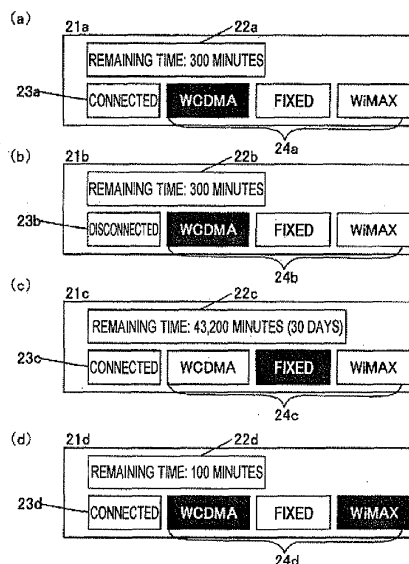 (a)
21a 22a
REMAINING TIME: 300 MINUTES
23a
CONNECTED WCDMA FIXED WiMAX
24a
(b)
21b 22b
REMAINING TIME: 300 MINUTES
23b
DISCONNECTED WCDMA FIXED WiMAX
24b
(c)
21c 22c
REMAINING TIME: 43,200 MINUTES (30 DAYS)
23c
CONNECTED WCDMA FIXED WiMAX
24c
(d)
21d 22d
REMAINING TIME: 100 MINUTES
23d
CONNECTED WCDMA FIXED WiMAX
24d